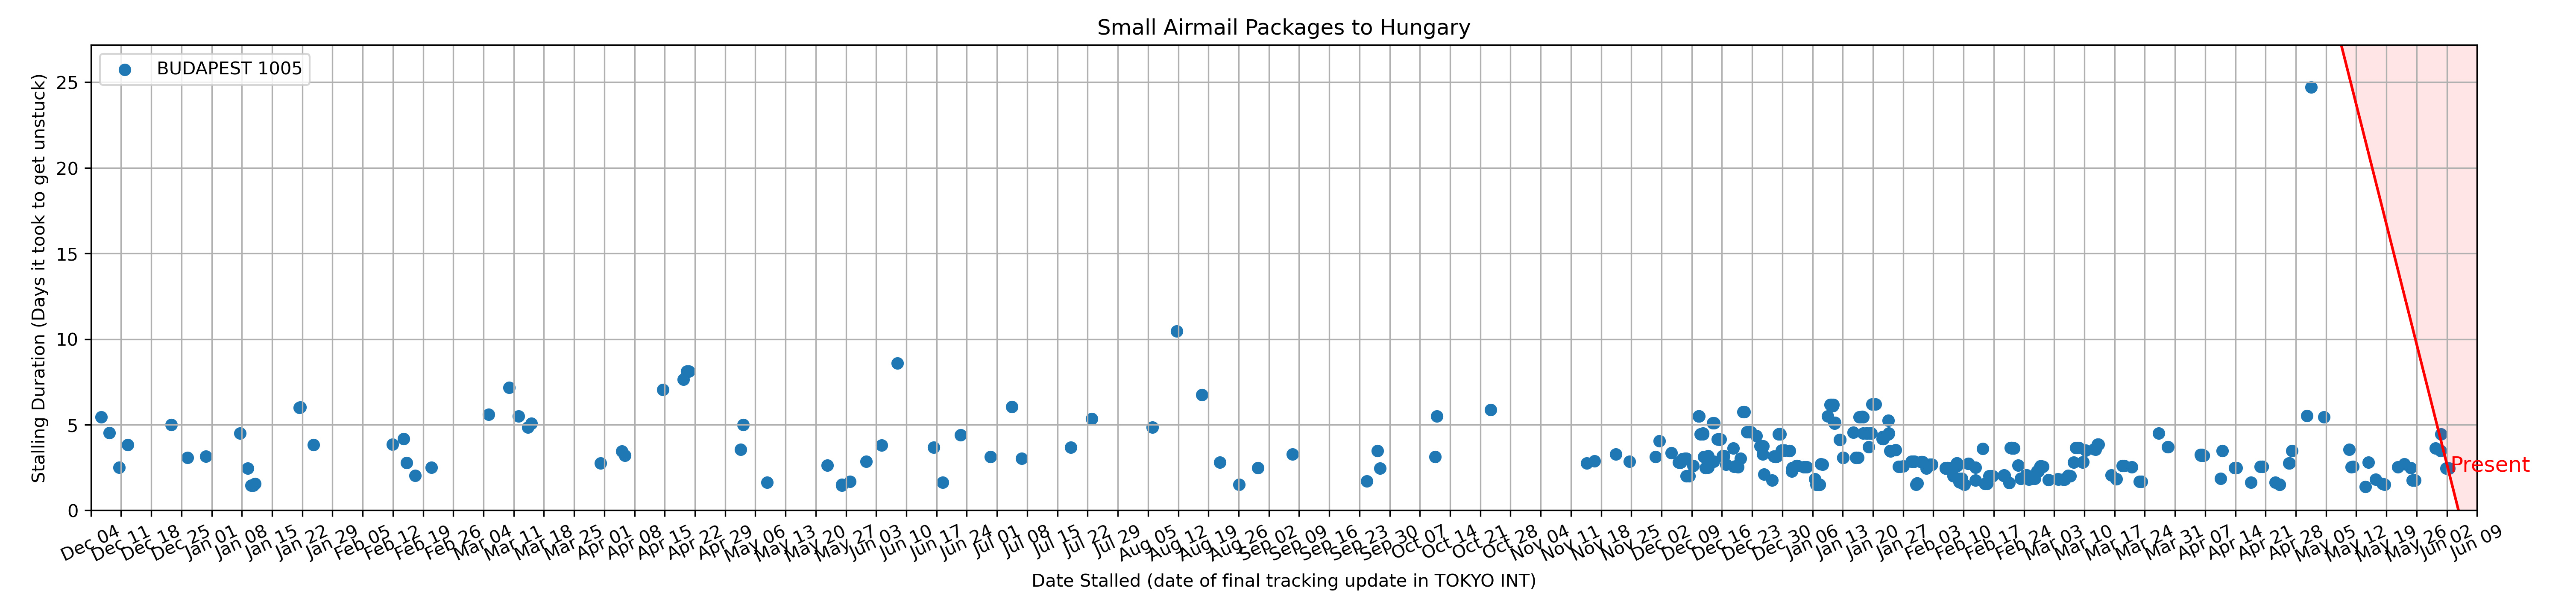 Small Airmail Packages to Hungary
BUDAPEST 1005
Stalling Duration (Days it took to get unstuck)
25
20
15
10
5
0
Present
Dec 04
Dec 11
Dec 18
Dec 25
Jan 01
Jan 08
Jan 15
Jan 22
Jan 29
Feb 05
Feb 12
Feb 19
Feb 26
Mar 04
Mar 11
Mar 18
Mar 25
Apr 01
Apr 08
Apr 15
Apr 22
Apr 29
May 06
May 13
May 20
May 27
Jun 03
Jun 10
Jun 17
Jun 24
Jul 01
Jul 08
Jul 15
Jul 22
Jul 29
Aug 05
Aug 12
Aug 19
Aug 26
Sep 02
Sep 09
Sep 16
Sep 23
Sep 30
Oct 07
Oct 14
Oct 21
Oct 28
Nov 04
Nov 11
Nov 18
Nov 25
Dec 02
Dec 09
Dec 16
Dec 23
Dec 30
Jan 06
Jan 13
Jan 20
Jan 27
Feb 03
Feb 10
Feb 17
Feb 24
Mar 03
Mar 10
Mar 17
Mar 24
Mar 31
Apr 07
Apr 14
Apr 21
Apr 28
May 05
May 12
May 19
May 26
Jun 02
Jun 09
Date Stalled (date of final tracking update in TOKYO INT)